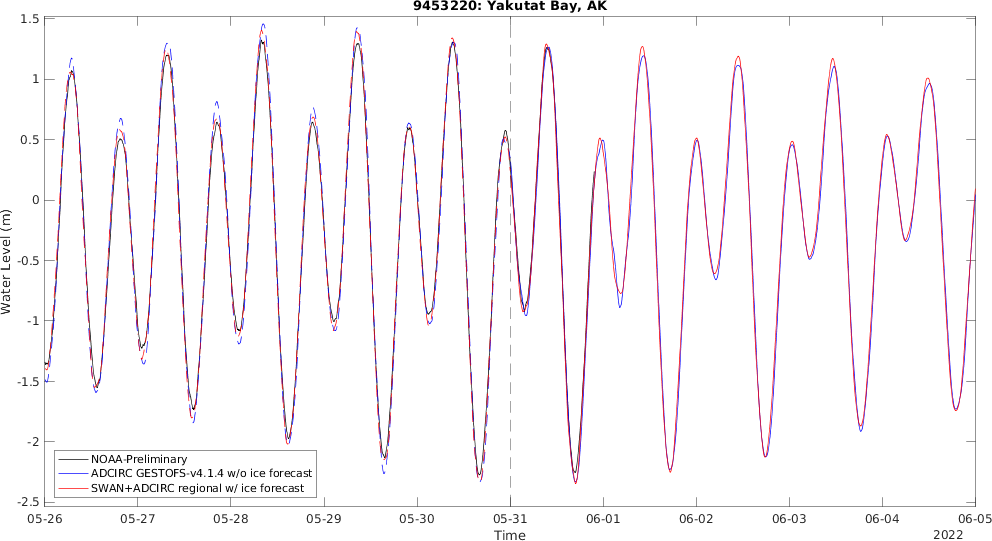 9453220: Yakutat Bay, AK
1.5
1
0.5
0
-0.5
-1
-1.5
-2
-2.5
Water Level (m)
NOAA-Preliminary
ADCIRC GESTOFS-v4.1.4 w/o ice forecast
SWAN+ADCIRC regional w/ ice forecast
05-26 05-27 05-28 05-29 05-30 05-31 06-01 06-02 06-03 06-04 06-05
Time
2022